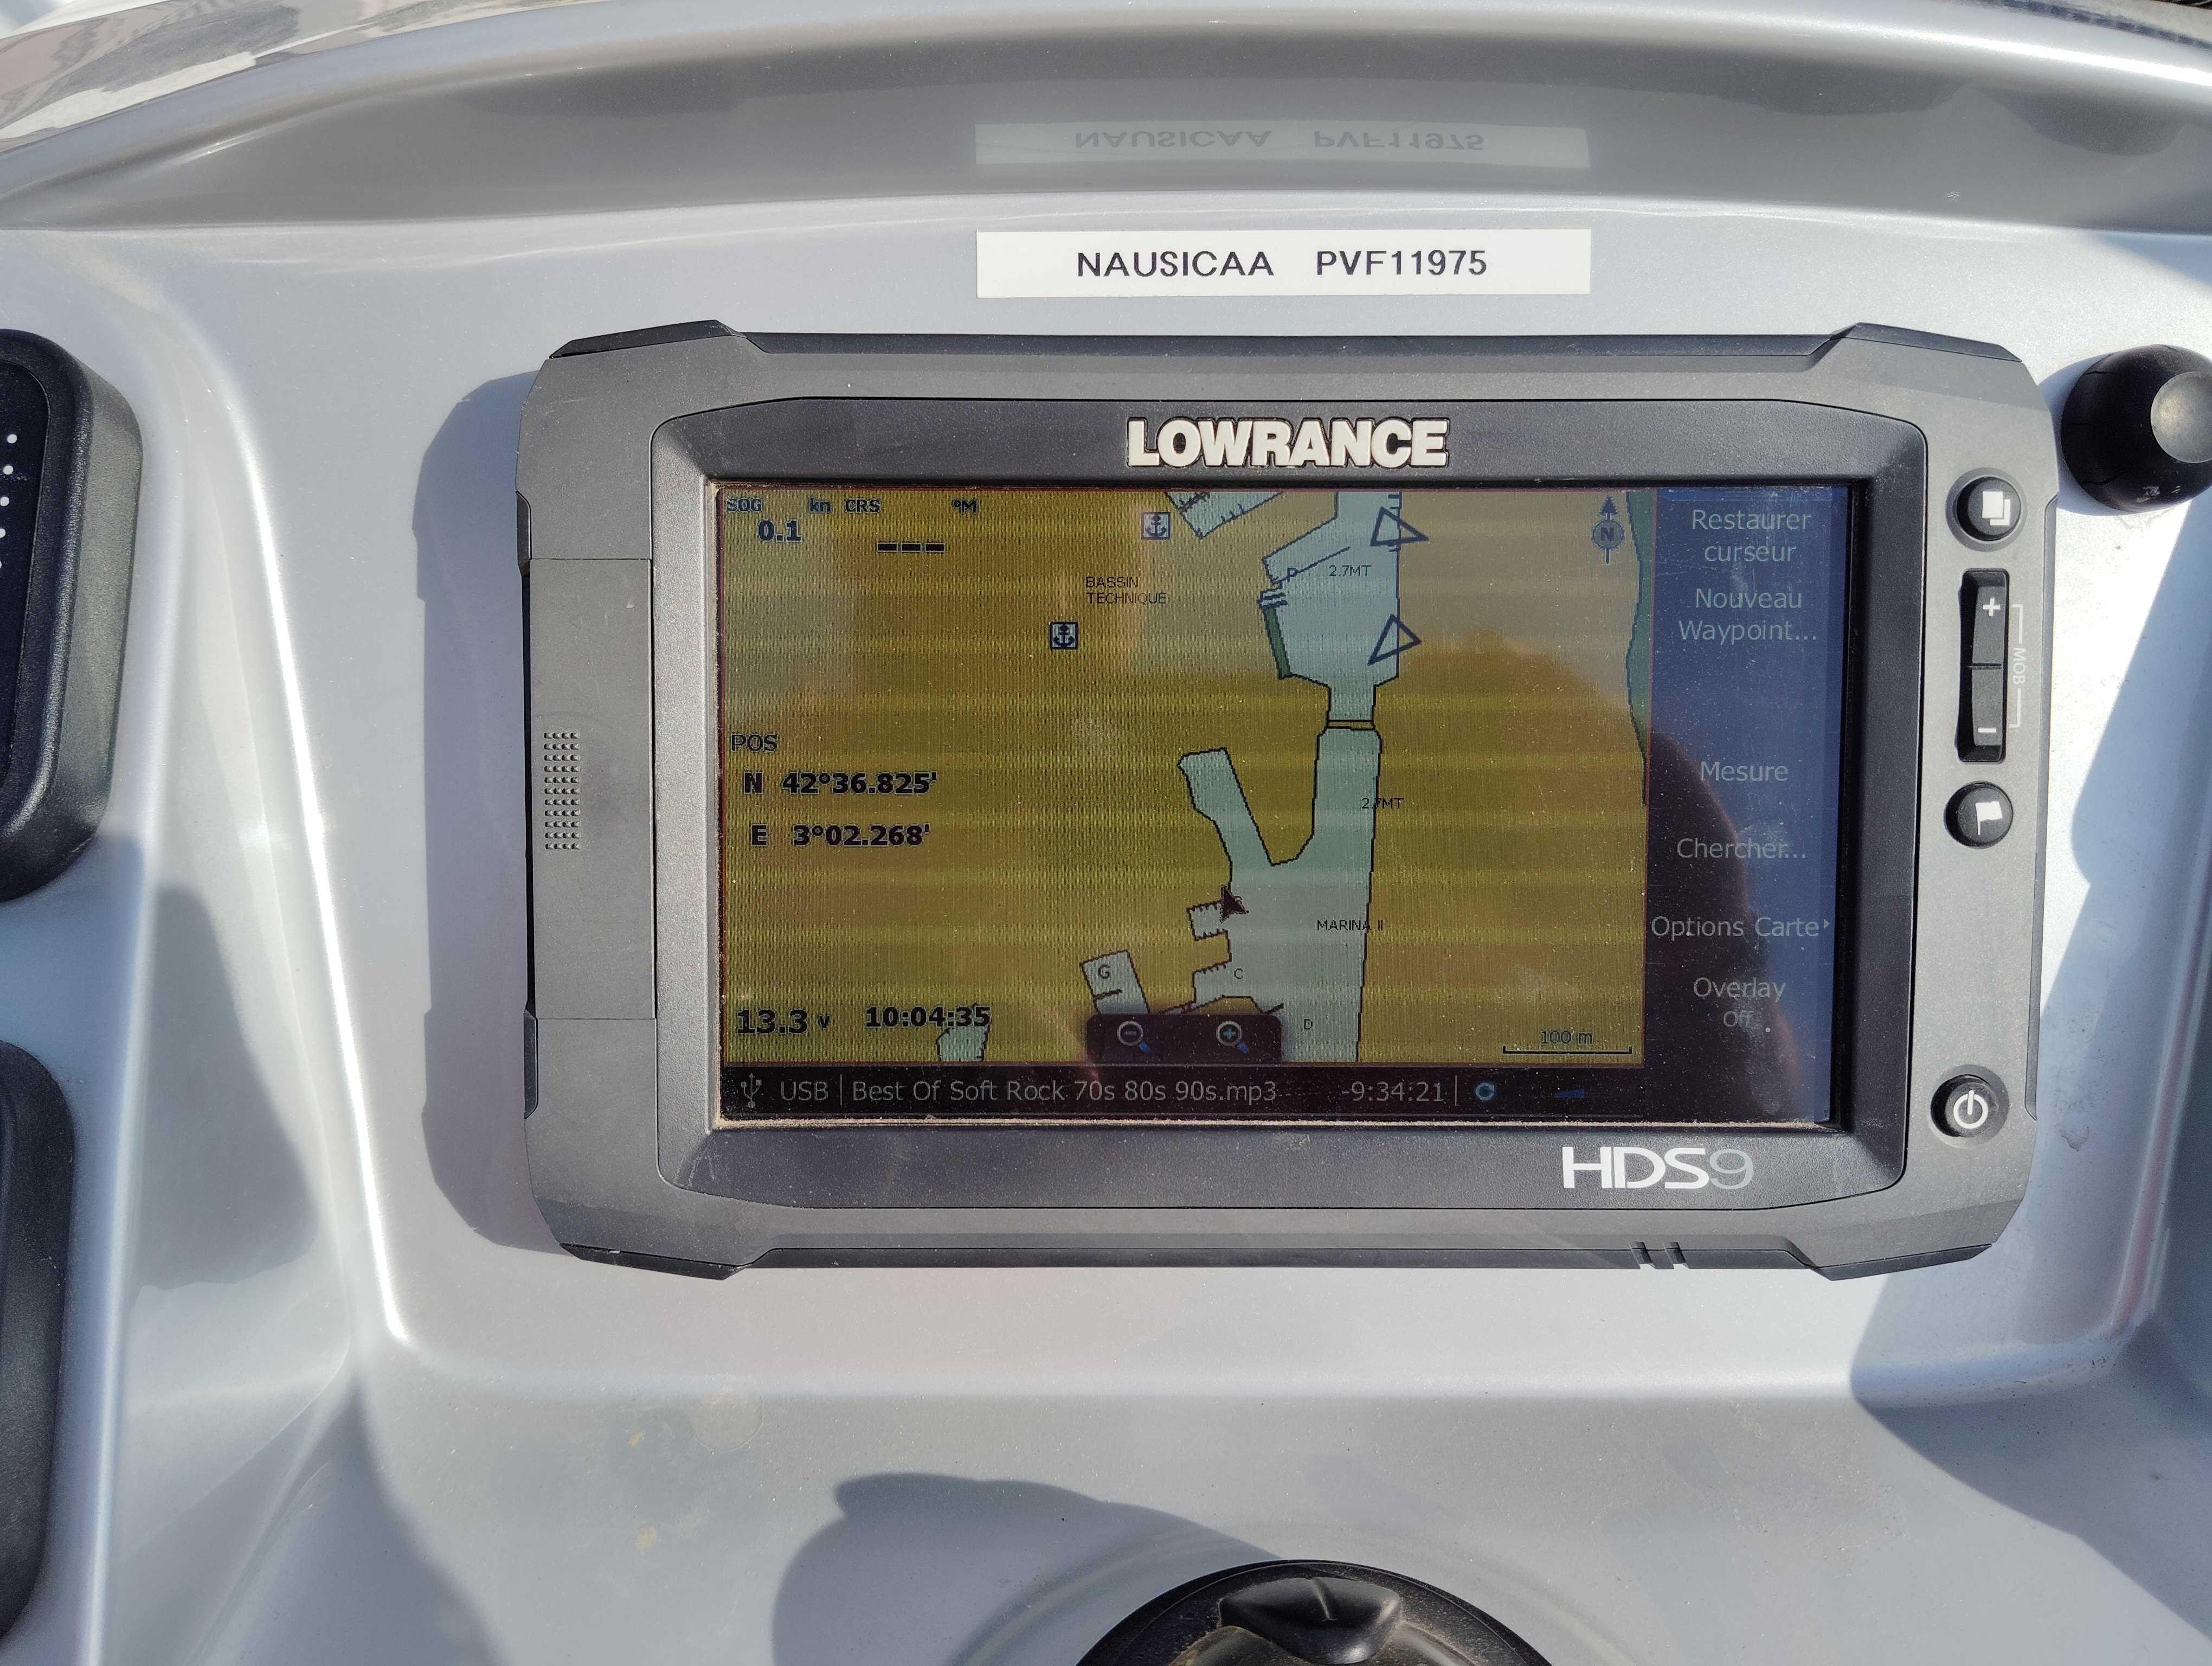 NAUSICAA PVF11975
LOWRANCE
SOG kn CRS °M
0.1 ---
N
BASSIN
TECHNIQUE
P
2.7MT
POS
N 42°36.825'
E 3°02.268'
MARINA II
G
C
D
13.3 v 10:04:35
100 m
USB Best Of Soft Rock 70s 80s 90s.mp3 -9:34:21
Restaurer
curseur
Nouveau
Waypoint...
Mesure
Chercher...
Options Carte
Overlay
Off
+
MOB
-
HDS9